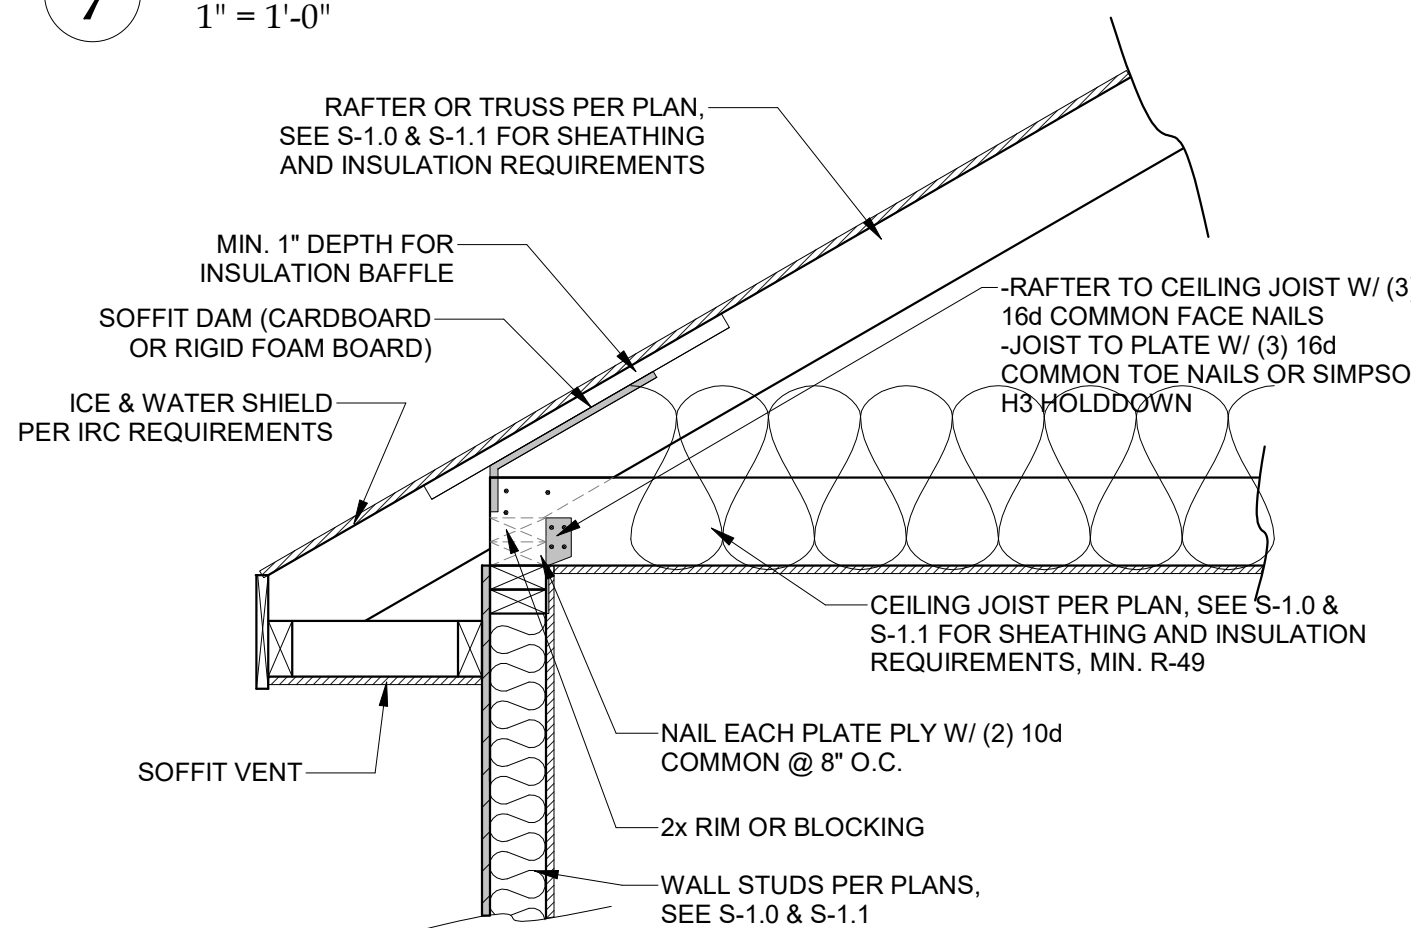 1" = 1'-0"
RAFTER OR TRUSS PER PLAN,
SEE S-1.0 & S-1.1 FOR SHEATHING
AND INSULATION REQUIREMENTS
MIN. 1" DEPTH FOR
INSULATION BAFFLE
SOFFIT DAM (CARDBOARD
OR RIGID FOAM BOARD)
ICE & WATER SHIELD
PER IRC REQUIREMENTS
-RAFTER TO CEILING JOIST W/ (3
16d COMMON FACE NAILS
-JOIST TO PLATE W/ (3) 16d
COMMON TOE NAILS OR SIMPSO
H3 HOLDDOWN
CEILING JOIST PER PLAN, SEE S-1.0 &
S-1.1 FOR SHEATHING AND INSULATION
REQUIREMENTS, MIN. R-49
NAIL EACH PLATE PLY W/ (2) 10d
COMMON @ 8" O.C.
SOFFIT VENT
2x RIM OR BLOCKING
WALL STUDS PER PLANS,
SEE S-1.0 & S-1.1